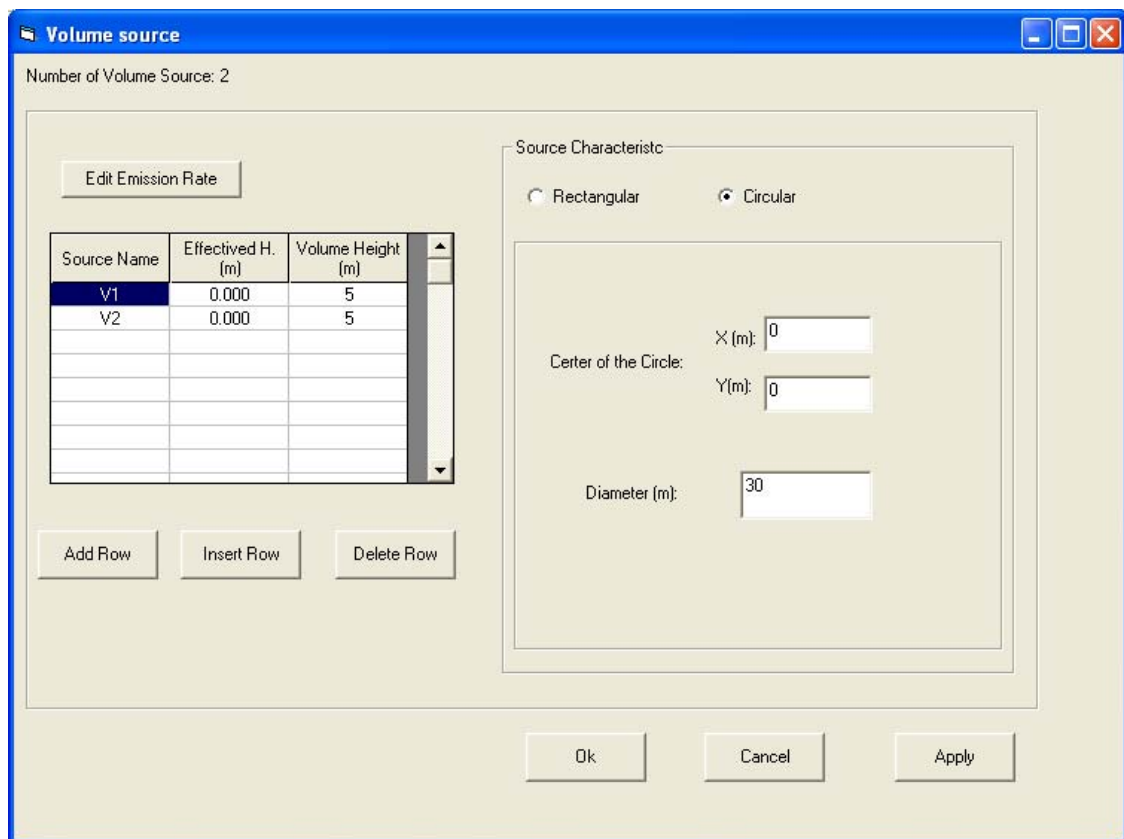 Volume source
Number of Volume Source: 2
Edit Emission Rate
Source Name Effectived H. (m) Volume Height (m)
V1 0.000 5
V2 0.000 5
Add Row Insert Row Delete Row
Source Characteristc
Rectangular Circular
Certer of the Circle:
X (m): 0
Y(m): 0
Diameter (m): 30
Ok Cancel Apply